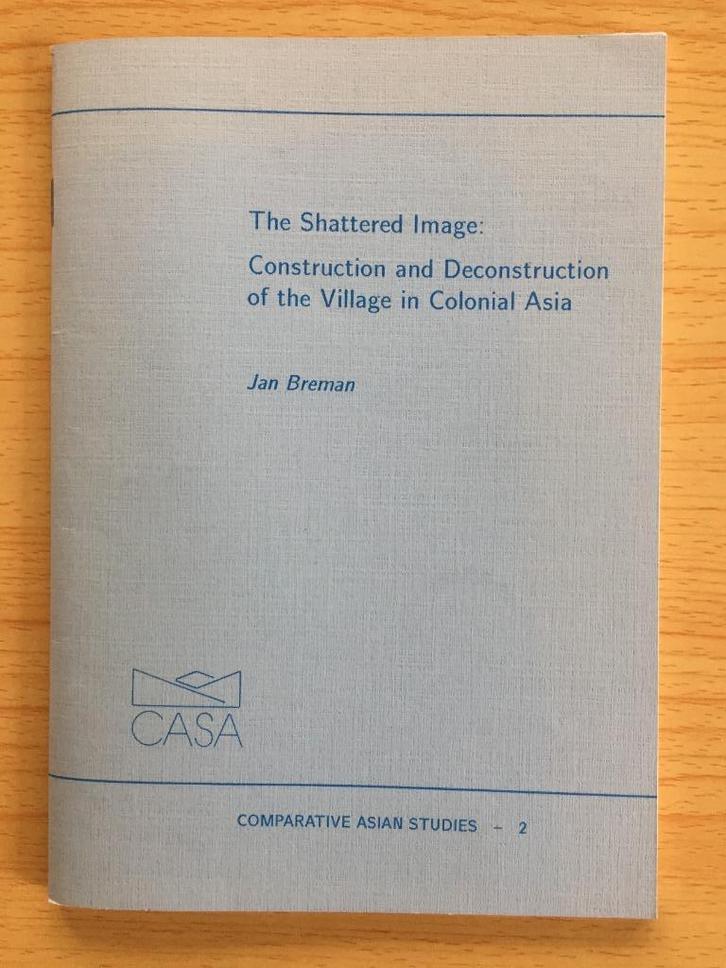 The Shattered Image:
Construction and Deconstruction
of the Village in Colonial Asia
Jan Breman
CASA
COMPARATIVE ASIAN STUDIES – 2